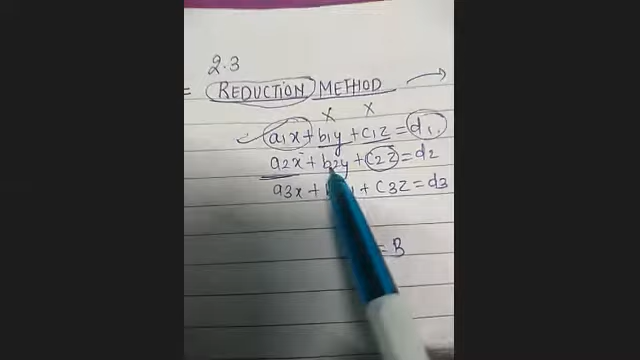 2.3
= REDUCTION METHOD →
x x
a1x + b1y + c1z = d1.
a2x + b2y + c2z = d2
a3x + y + c3z = d3
= B